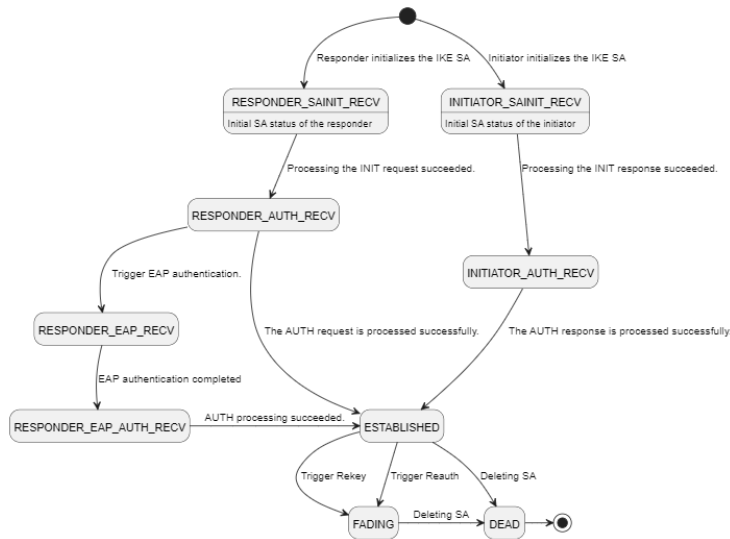 Responder initializes the IKE SA
Initiator initializes the IKE SA
RESPONDER_SAINIT_RECV
Initial SA status of the responder
INITIATOR_SAINIT_RECV
Initial SA status of the initiator
Processing the INIT request succeeded.
Processing the INIT response succeeded.
RESPONDER_AUTH_RECV
INITIATOR_AUTH_RECV
Trigger EAP authentication.
RESPONDER_EAP_RECV
The AUTH request is processed successfully.
The AUTH response is processed successfully
EAP authentication completed
RESPONDER_EAP_AUTH_RECV
AUTH processing succeeded.
ESTABLISHED
Trigger Rekey
Trigger Reauth
Deleting SA
FADING
Deleting SA
DEAD